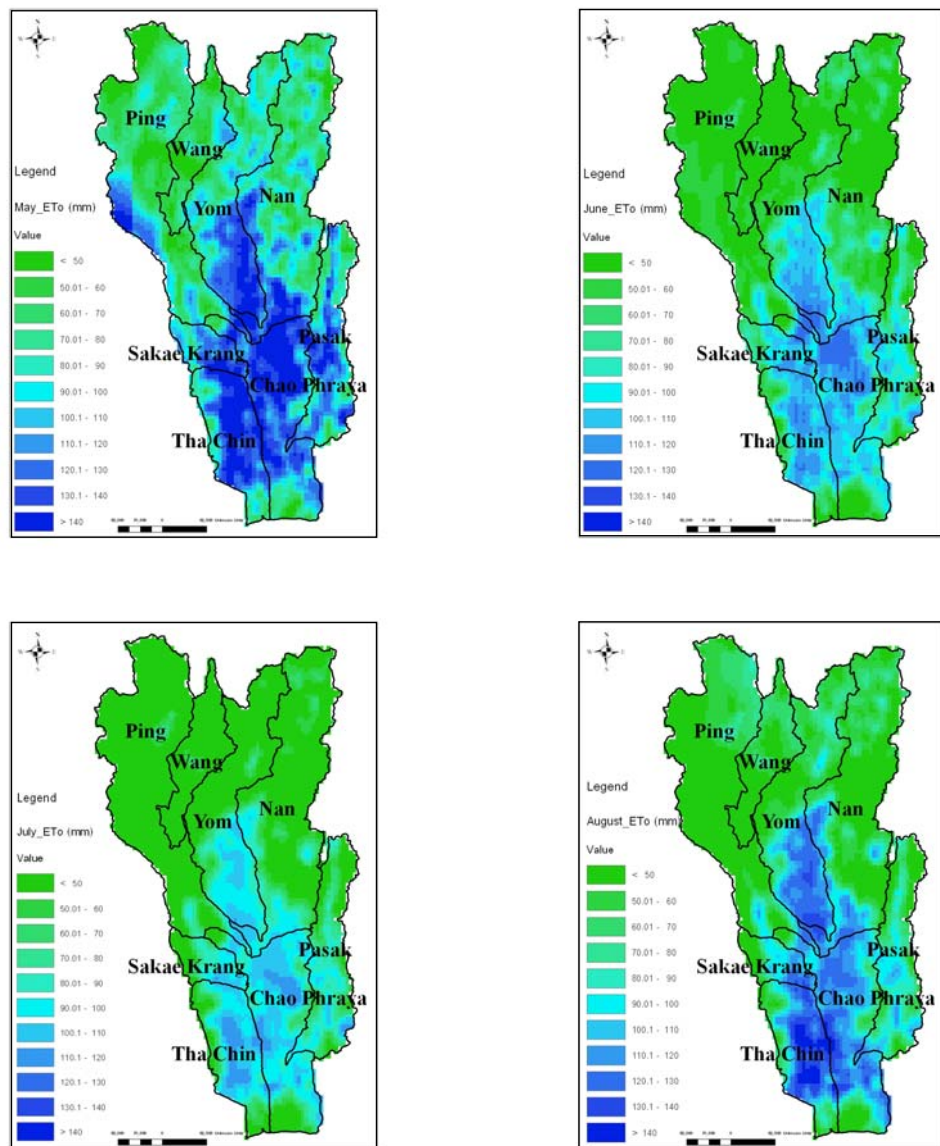 Ping
Wang
Legend
Nan
May_ETo (mm)
Yom
Value
< 50
50.01 - 60
60.01 - 70
70.01 - 80
80.01 - 90
90.01 - 100
100.1 - 110
110.1 - 120
120.1 - 130
130.1 - 140
> 140
Pasak
Sakae Krang
Chao Phraya
Tha Chin
Ping
Wang
Legend
Nan
June_ETo (mm)
Yom
Value
< 50
50.01 - 60
60.01 - 70
70.01 - 80
80.01 - 90
90.01 - 100
100.1 - 110
110.1 - 120
120.1 - 130
130.1 - 140
> 140
Pasak
Sakae Krang
Chao Phraya
Tha Chin
Ping
Wang
Legend
Nan
July_ETo (mm)
Yom
Value
< 50
50.01 - 60
60.01 - 70
70.01 - 80
80.01 - 90
90.01 - 100
100.1 - 110
110.1 - 120
120.1 - 130
130.1 - 140
> 140
Pasak
Sakae Krang
Chao Phraya
Tha Chin
Ping
Wang
Legend
Nan
August_ETo (mm)
Yom
Value
< 50
50.01 - 60
60.01 - 70
70.01 - 80
80.01 - 90
90.01 - 100
100.1 - 110
110.1 - 120
120.1 - 130
130.1 - 140
> 140
Pasak
Sakae Krang
Chao Phraya
Tha Chin